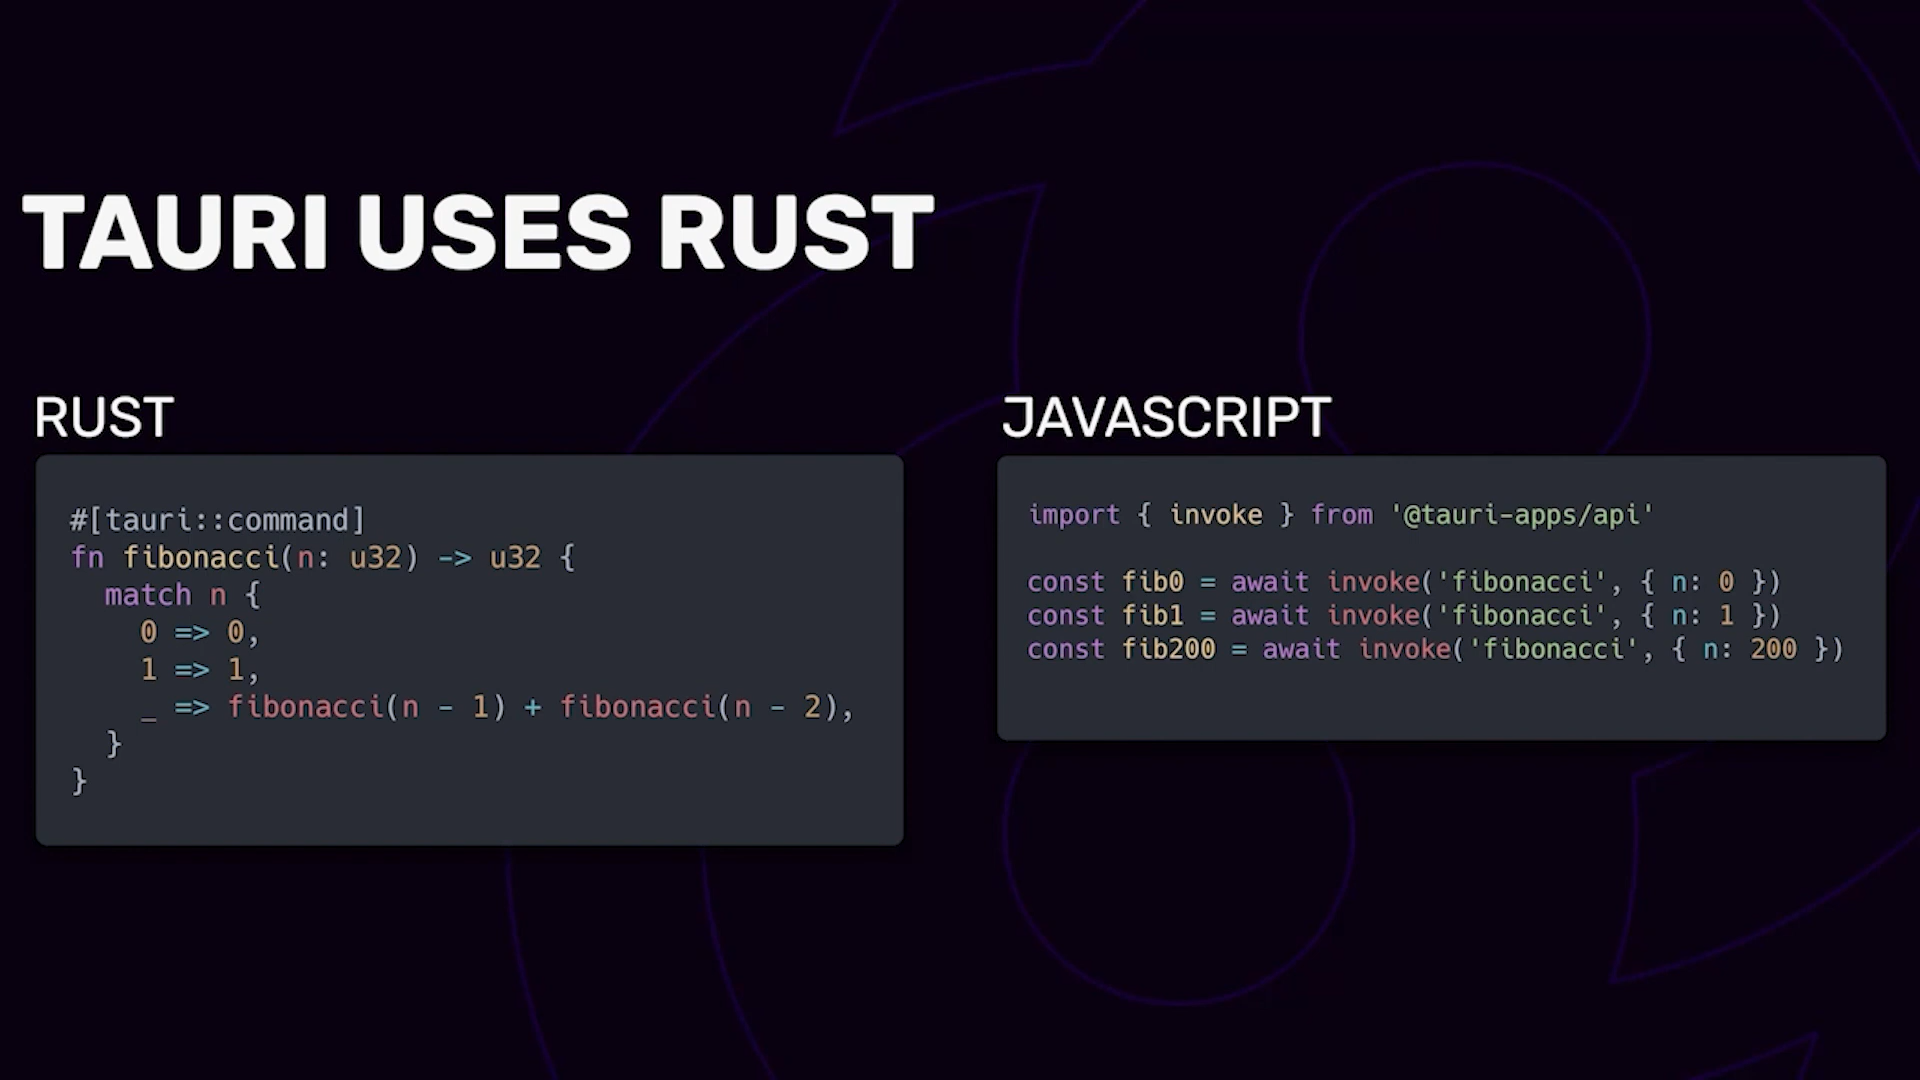 TAURI USES RUST
RUST
#[tauri::command]
fn fibonacci(n: u32) -> u32 {
  match n {
    0 => 0,
    1 => 1,
    _ => fibonacci(n - 1) + fibonacci(n - 2),
  }
}
JAVASCRIPT
import { invoke } from '@tauri-apps/api'
const fib0 = await invoke('fibonacci', { n: 0 })
const fib1 = await invoke('fibonacci', { n: 1 })
const fib200 = await invoke('fibonacci', { n: 200 })